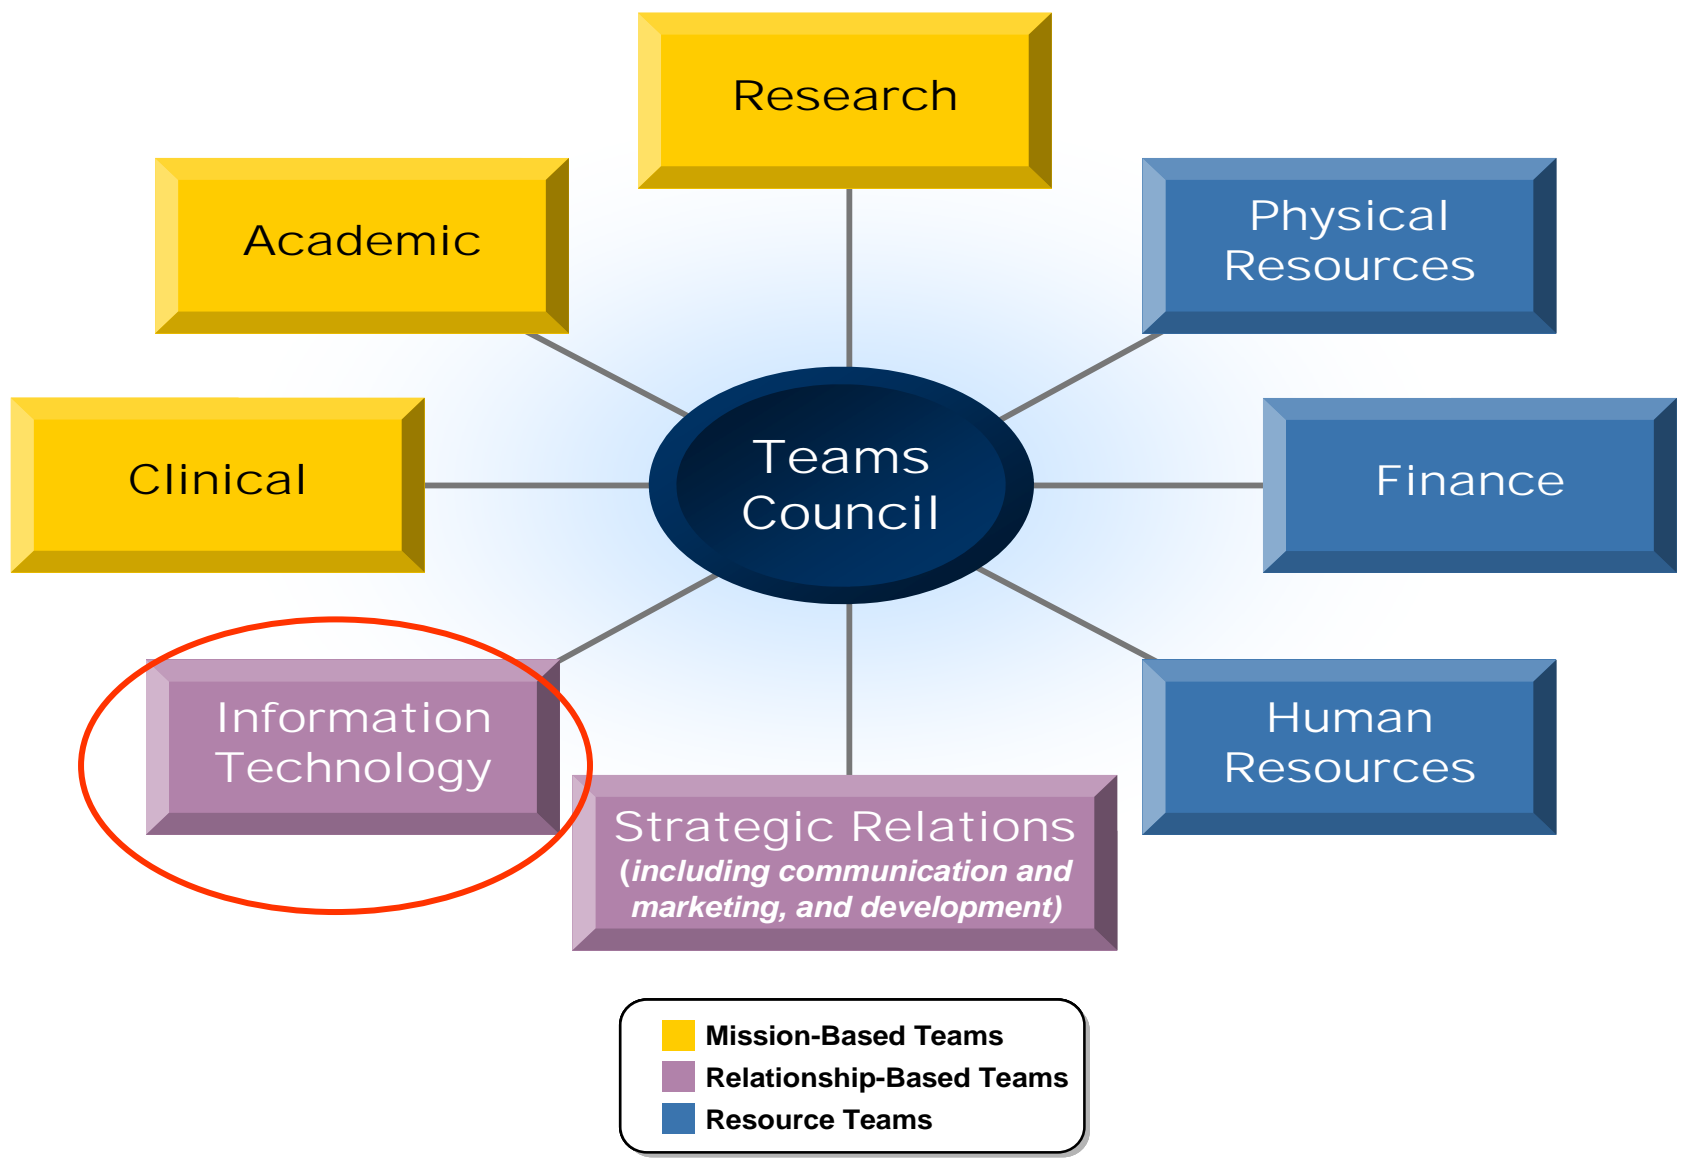 Research
Academic
Physical
Resources
Clinical
Teams
Council
Finance
Information
Technology
Strategic Relations
(including communication and
marketing, and development)
Human
Resources
Mission-Based Teams
Relationship-Based Teams
Resource Teams